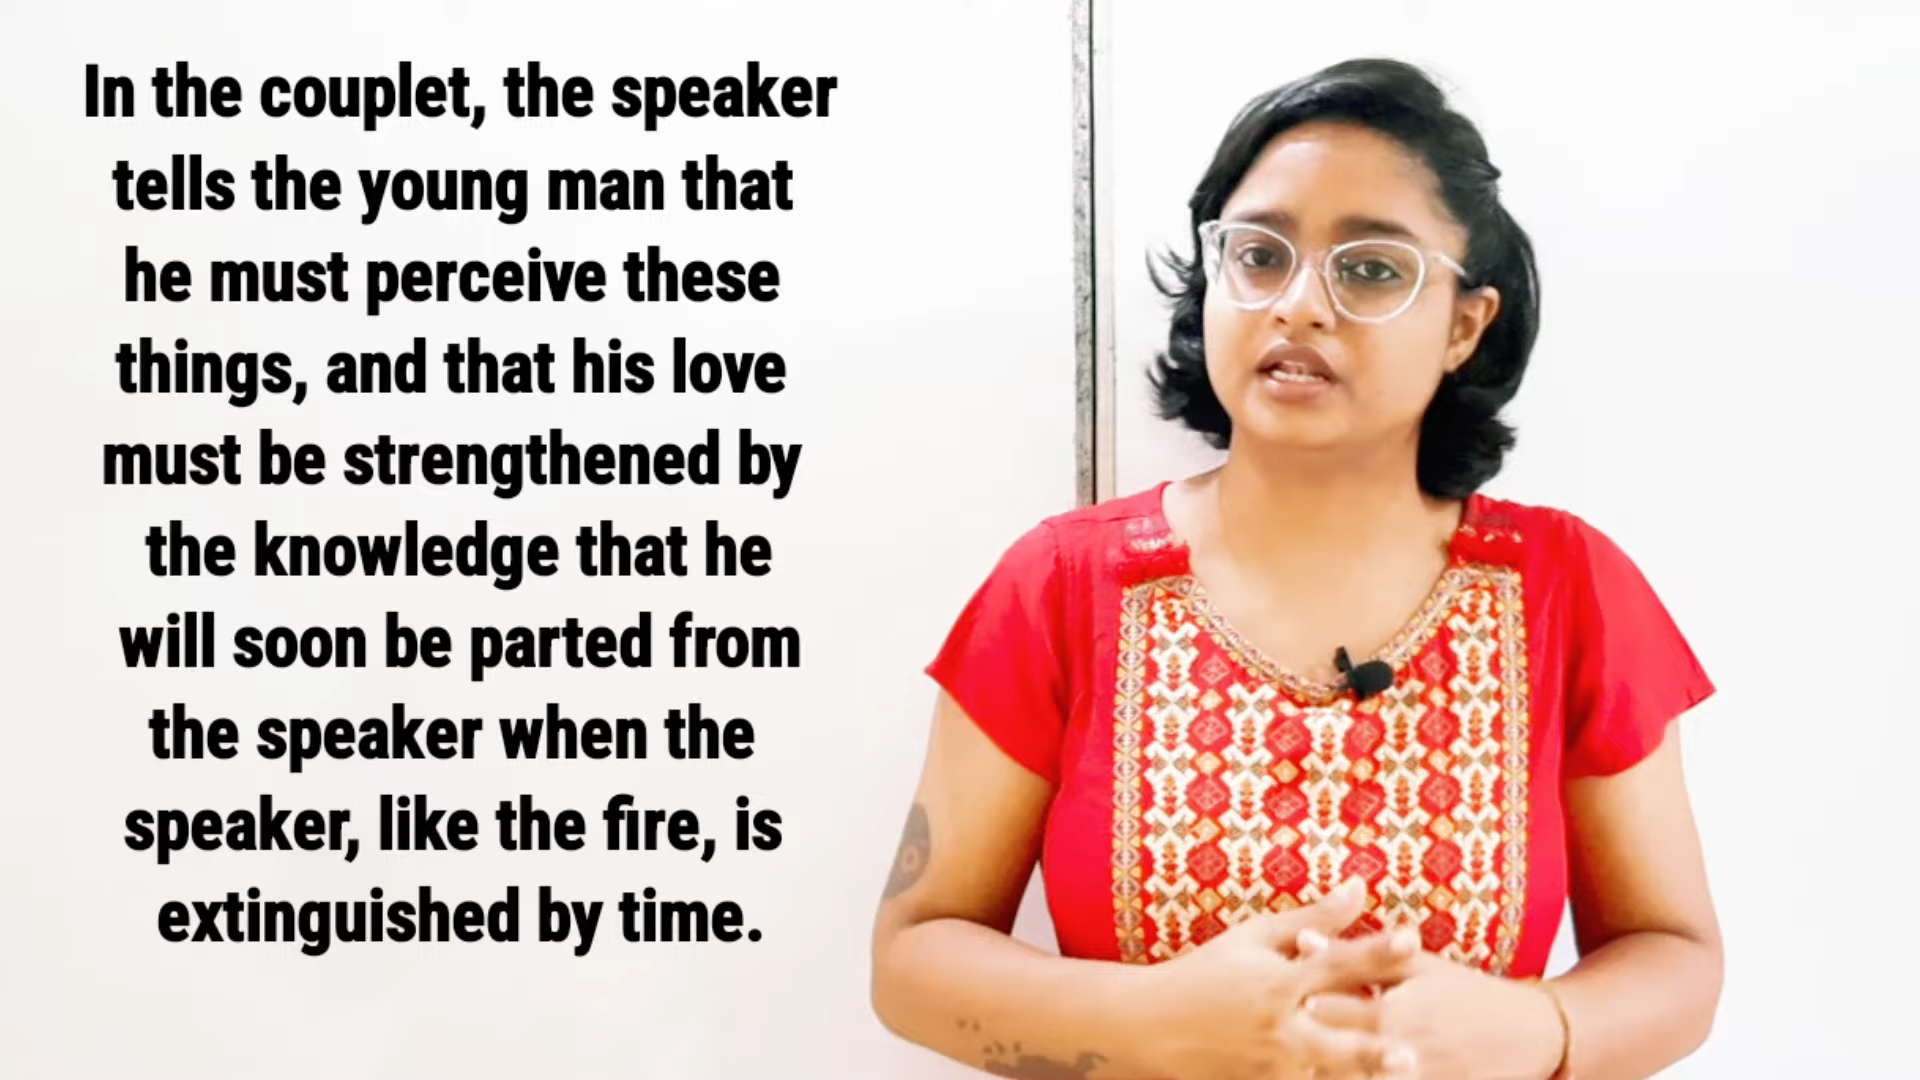 In the couplet, the speaker
tells the young man that
he must perceive these
things, and that his love
must be strengthened by
the knowledge that he
will soon be parted from
the speaker when the
speaker, like the fire, is
extinguished by time.